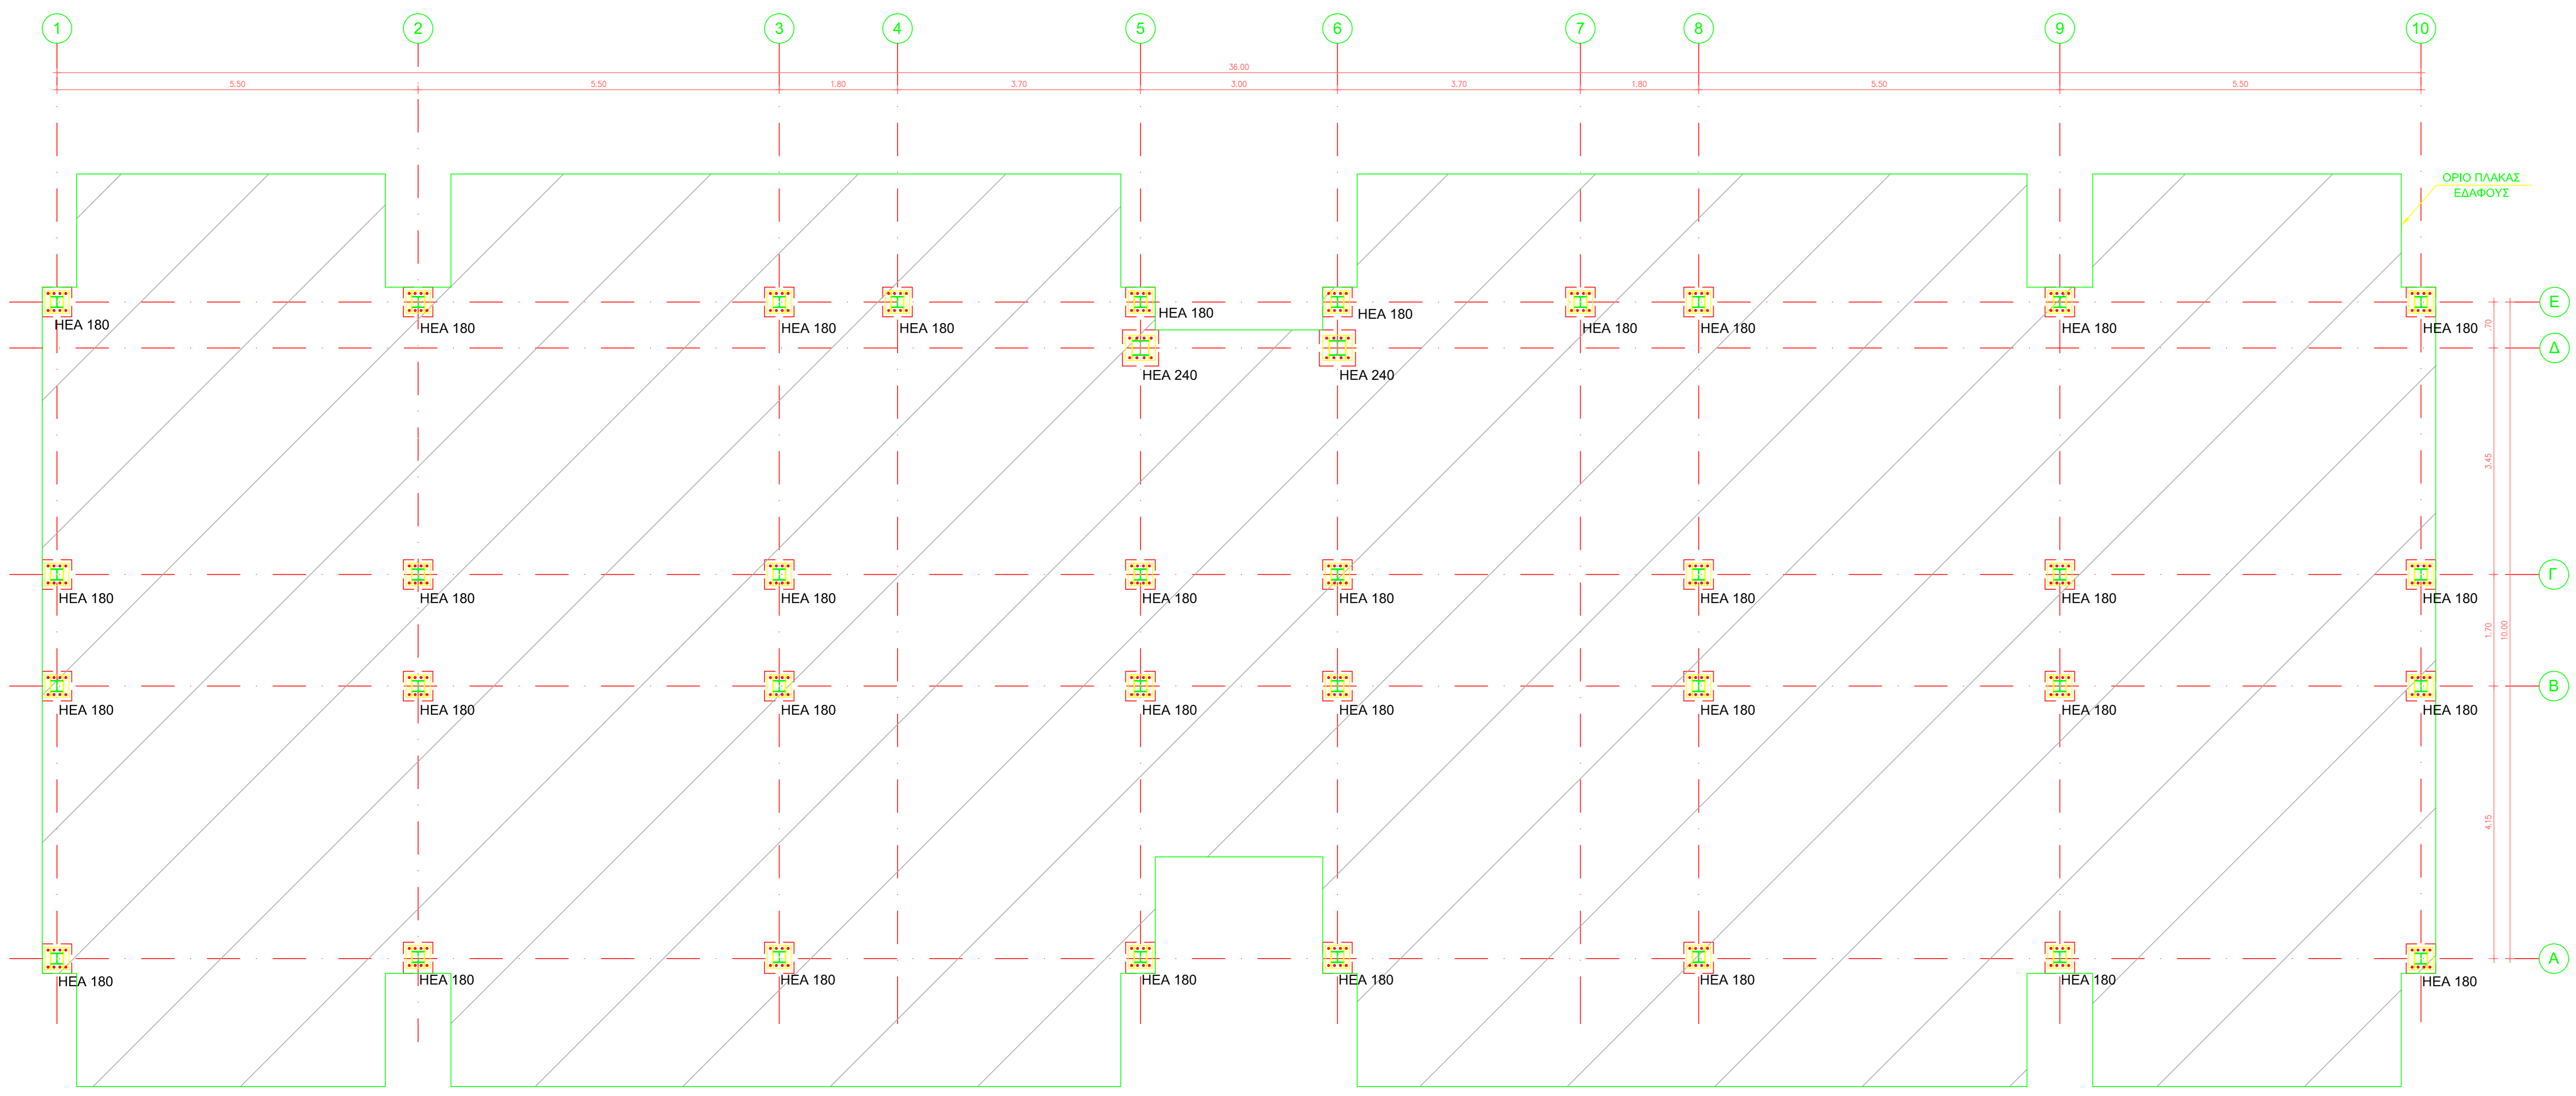 1 2 3 4 5 6 7 8 9 10
36.00
5.50 5.50 1.80 3.70 3.00 3.70 1.80 5.50 5.50
ΟΡΙΟ ΠΛΑΚΑΣ
ΕΔΑΦΟΥΣ
Ε
HEA 180 HEA 180 HEA 180 HEA 180 HEA 180 HEA 180 HEA 180 HEA 180 HEA 180 HEA 180
.70
Δ
HEA 240 HEA 240
3.45
Γ
HEA 180 HEA 180 HEA 180 HEA 180 HEA 180 HEA 180 HEA 180 HEA 180
1.70 10.00
Β
HEA 180 HEA 180 HEA 180 HEA 180 HEA 180 HEA 180 HEA 180 HEA 180
4.15
Α
HEA 180 HEA 180 HEA 180 HEA 180 HEA 180 HEA 180 HEA 180 HEA 180